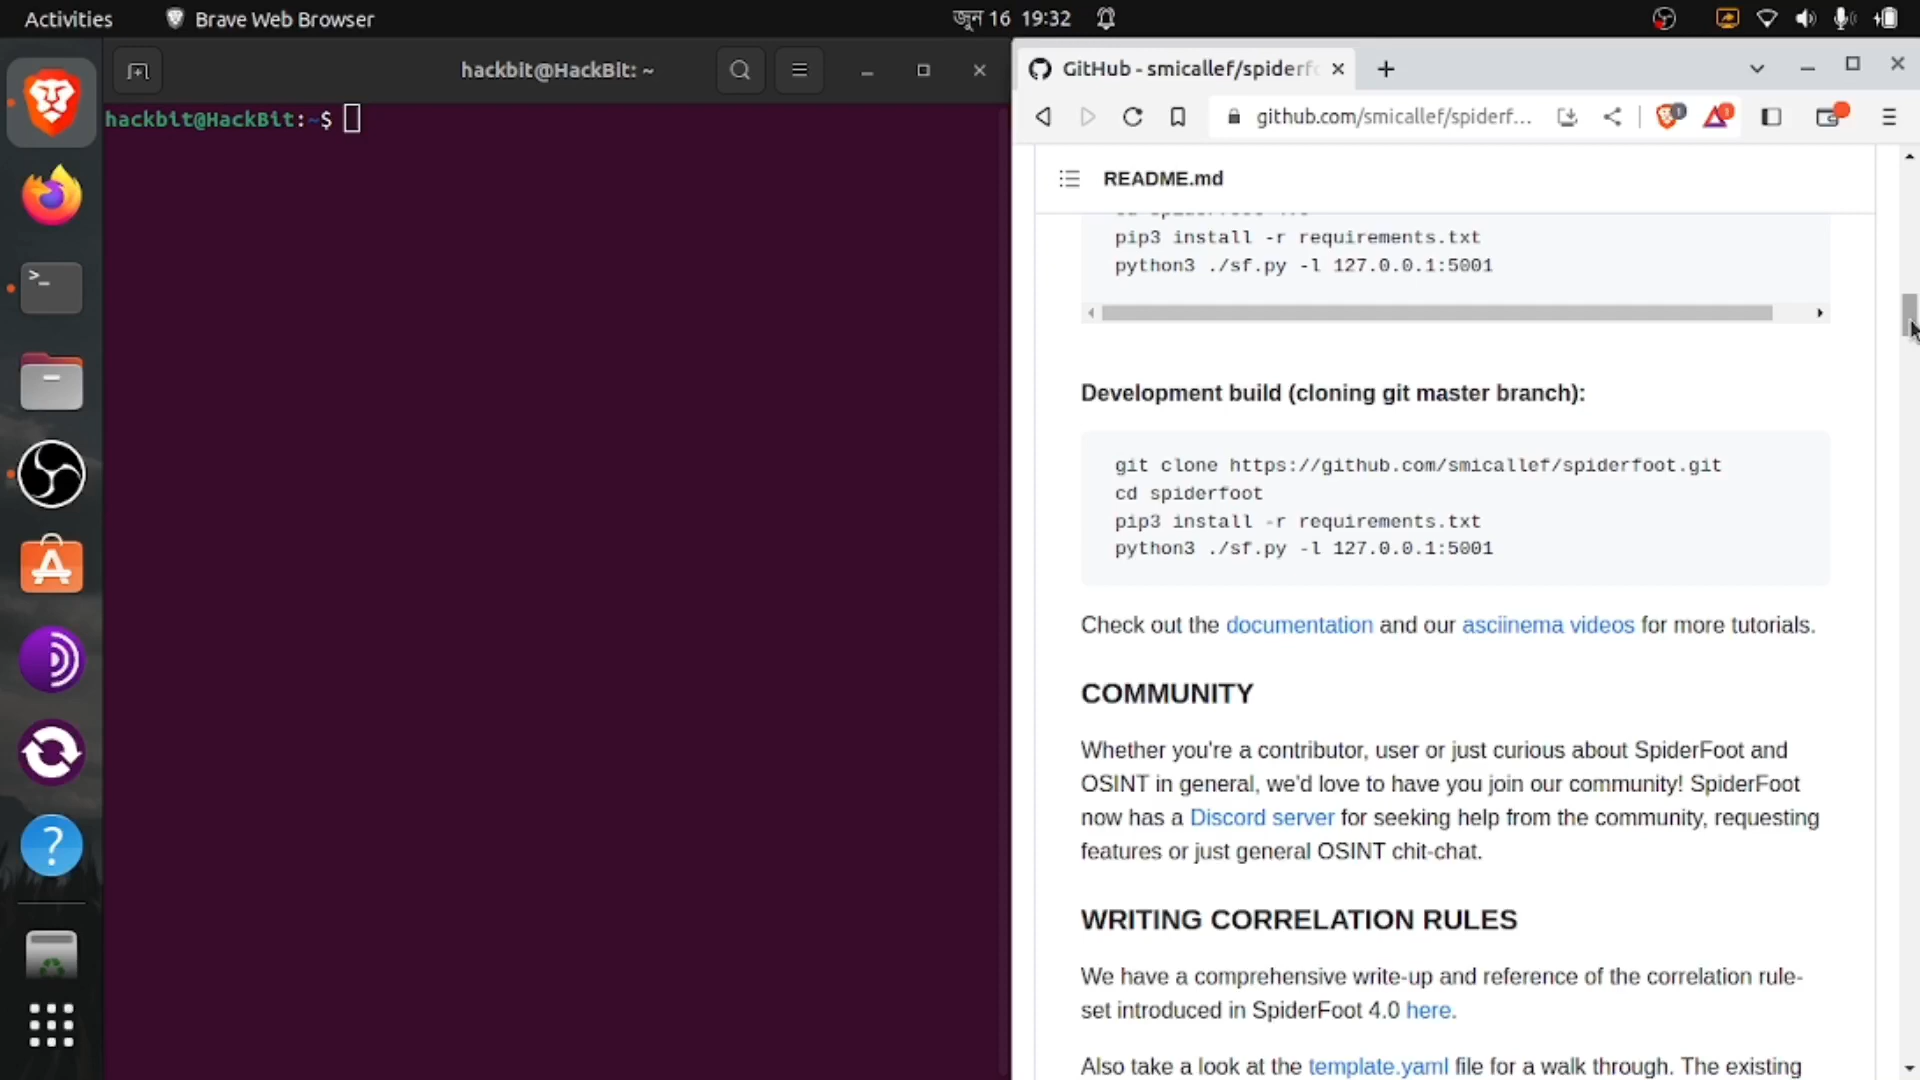 Activities
Brave Web Browser
जून 16 19:32
hackbit@HackBit: ~
hackbit@HackBit:~$
GitHub - smicallef/spiderfo
github.com/smicallef/spiderf...
README.md
pip3 install -r requirements.txt
python3 ./sf.py -l 127.0.0.1:5001
Development build (cloning git master branch):
git clone https://github.com/smicallef/spiderfoot.git
cd spiderfoot
pip3 install -r requirements.txt
python3 ./sf.py -l 127.0.0.1:5001
Check out the documentation and our asciinema videos for more tutorials.
COMMUNITY
Whether you're a contributor, user or just curious about SpiderFoot and
OSINT in general, we'd love to have you join our community! SpiderFoot
now has a Discord server for seeking help from the community, requesting
features or just general OSINT chit-chat.
WRITING CORRELATION RULES
We have a comprehensive write-up and reference of the correlation rule-
set introduced in SpiderFoot 4.0 here.
Also take a look at the template.yaml file for a walk through. The existing